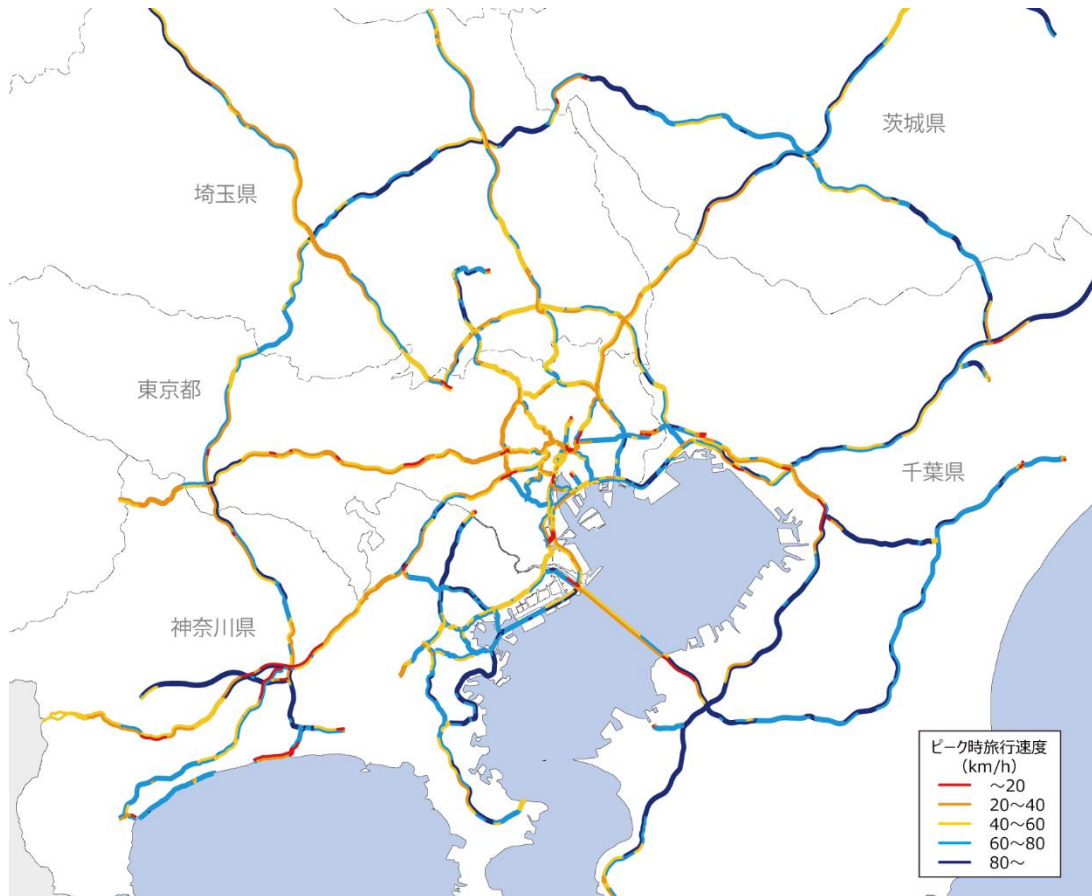 茨城県
埼玉県
東京都
千葉県
神奈川県
ピーク時旅行速度
(km/h)
～20
20～40
40～60
60～80
80～